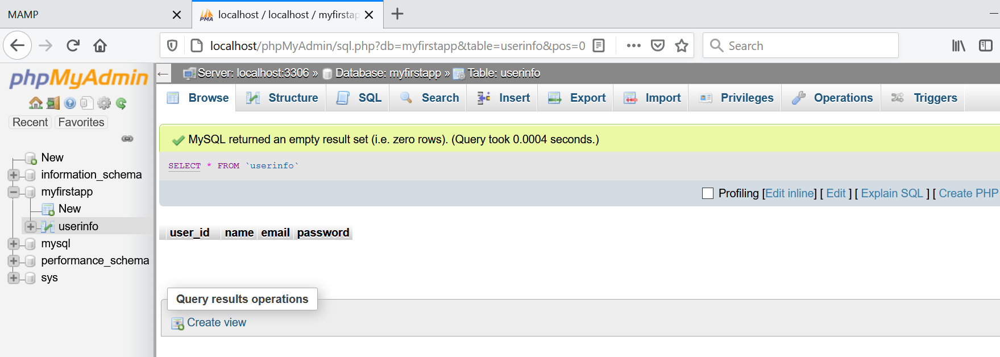 MAMP
PMA localhost / localhost / myfirstap
localhost/phpMyAdmin/sql.php?db=myfirstapp&table=userinfo&pos=0
Search
phpMyAdmin
Recent Favorites
New
information_schema
myfirstapp
New
userinfo
mysql
performance_schema
sys
Server: localhost:3306 » Database: myfirstapp » Table: userinfo
Browse Structure SQL Search Insert Export Import Privileges Operations Triggers
MySQL returned an empty result set (i.e. zero rows). (Query took 0.0004 seconds.)
SELECT * FROM `userinfo`
Profiling [Edit inline] [ Edit ] [ Explain SQL ] [ Create PHP
user_id name email password
Query results operations
Create view